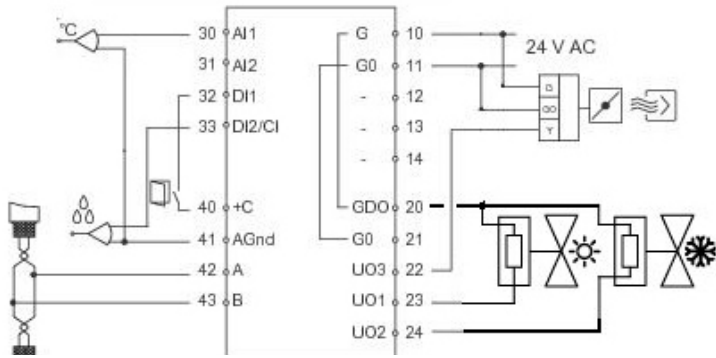 °C
30 AI1 G 10
24 V AC
31 AI2 G0 11
32 DI1 - 12
33 DI2/CI - 13
- 14
G
G0
Y
40 +C GDO 20
41 AGnd G0 21
42 A UO3 22
43 B UO1 23
UO2 24